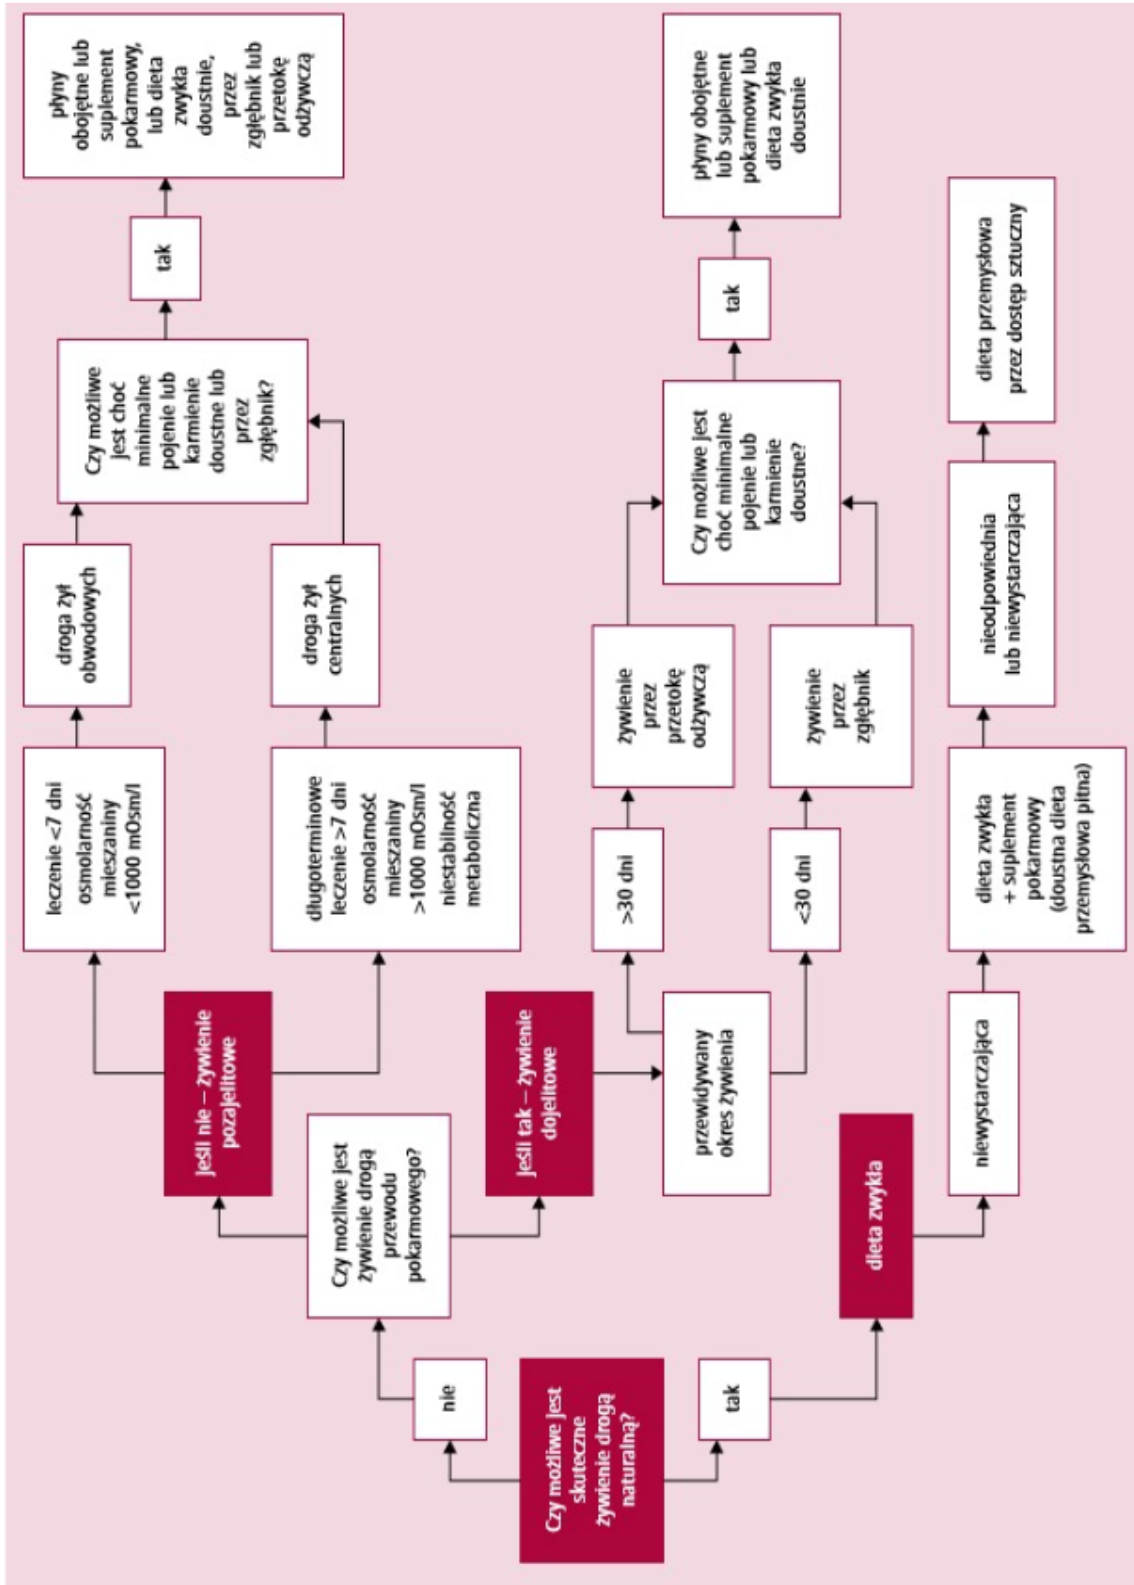 Czy możliwe jest
skuteczne
żywienie drogą
naturalną?
nie
tak
Czy możliwe jest
żywienie drogą
przewodu
pokarmowego?
jeśli nie – żywienie
pozajelitowe
leczenie <7 dni
osmolarność
mieszaniny
<1000 mOsm/l
droga żył
obwodowych
długoterminowe
leczenie >7 dni
osmolarność
mieszaniny
>1000 mOsm/l
niestabilność
metaboliczna
droga żył
centralnych
Czy możliwe
jest choć
minimalne
pojenie lub
karmienie
doustne lub
przez
zgłębnik?
tak
płyny
obojętne lub
suplement
pokarmowy,
lub dieta
zwykła
doustnie,
przez
zgłębnik lub
przetokę
odżywczą
jeśli tak – żywienie
dojelitowe
przewidywany
okres żywienia
>30 dni
żywienie
przez
przetokę
odżywczą
<30 dni
żywienie
przez
zgłębnik
Czy możliwe jest
choć minimalne
pojenie lub
karmienie
doustne?
tak
płyny obojętne
lub suplement
pokarmowy lub
dieta zwykła
doustnie
dieta zwykła
niewystarczająca
dieta zwykła
+ suplement
pokarmowy
(doustna dieta
przemysłowa pitna)
nieodpowiednia
lub niewystarczająca
dieta przemysłowa
przez dostęp sztuczny